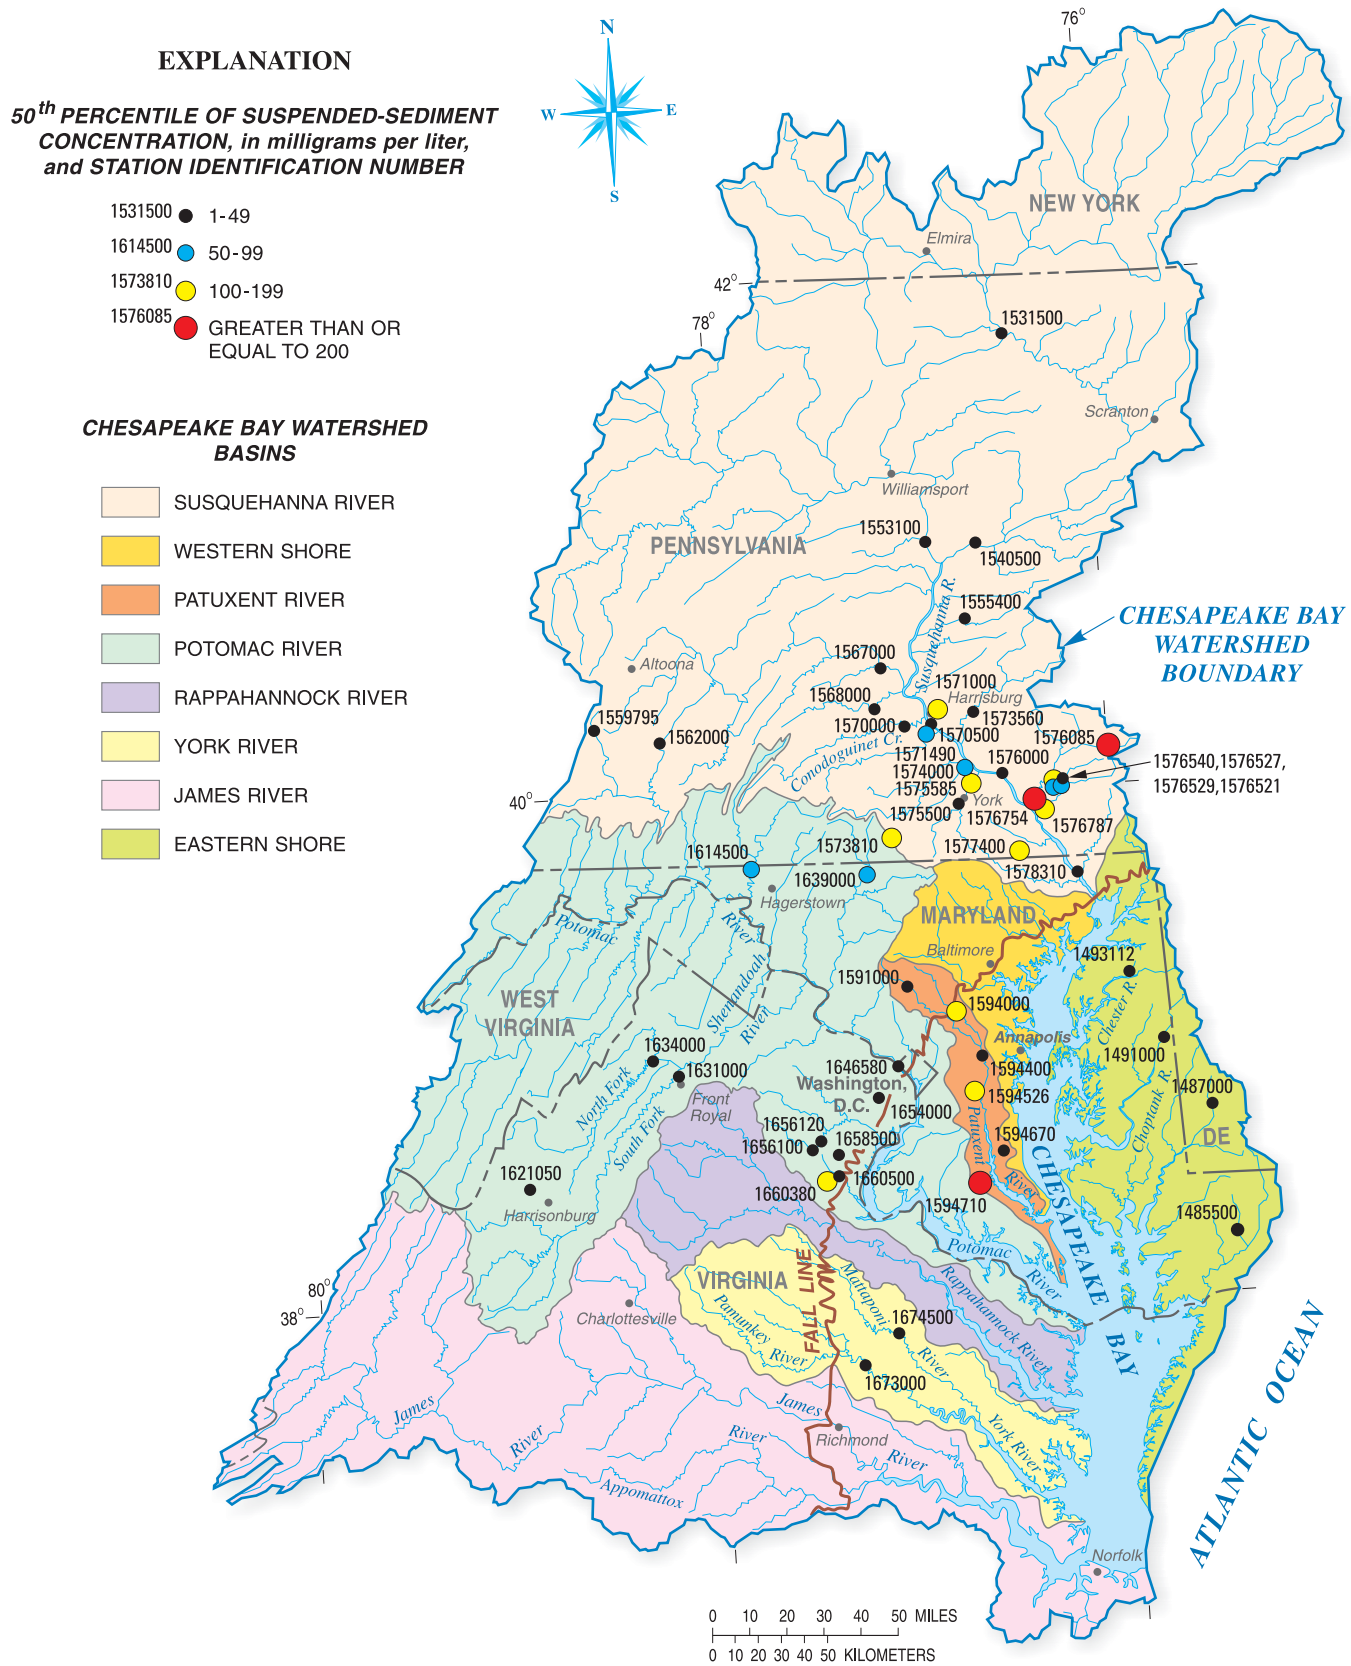 EXPLANATION
50th PERCENTILE OF SUSPENDED-SEDIMENT
CONCENTRATION, in milligrams per liter,
and STATION IDENTIFICATION NUMBER
1531500 1-49
1614500 50-99
1573810 100-199
1576085 GREATER THAN OR
EQUAL TO 200
CHESAPEAKE BAY WATERSHED
BASINS
SUSQUEHANNA RIVER
WESTERN SHORE
PATUXENT RIVER
POTOMAC RIVER
RAPPAHANNOCK RIVER
YORK RIVER
JAMES RIVER
EASTERN SHORE
N
W
E
S
76o
NEW YORK
Elmira
42o
78o
1531500
Scranton
Williamsport
1553100
PENNSYLVANIA
1540500
Susquehanna R.
1555400
CHESAPEAKE BAY
WATERSHED
BOUNDARY
1567000
Altoona
1571000
Harrisburg
1568000
1573560
1559795
1570000
1570500
1576085
1562000
Conodoguinet Cr.
1571490
1576000
1576540,1576527,
1576529,1576521
1574000
1575585
York
40o
1575500
1576754
1576787
1573810
1577400
1614500
1639000
1578310
Hagerstown
MARYLAND
Potomac
River
Baltimore
1493112
1591000
Shenandoah
River
WEST
VIRGINIA
1594000
Chester R.
Annapolis
1634000
1491000
1631000
1646580
1594400
Washington,
D.C.
1487000
Front
Royal
1654000
1594526
North Fork
South Fork
Choptank R.
DE
1656120
1658500
Patuxent
River
1594670
1656100
1660500
1621050
1660380
1594710
CHESAPEAKE
BAY
Harrisonburg
1485500
Potomac
River
FALL LINE
VIRGINIA
Mattaponi
River
Rappahannock River
80o
38o
Charlottesville
Pamunkey
River
1674500
1673000
ATLANTIC OCEAN
James
River
James
River
Richmond
River
York River
Appomattox
Norfolk
0 10 20 30 40 50 MILES
0 10 20 30 40 50 KILOMETERS